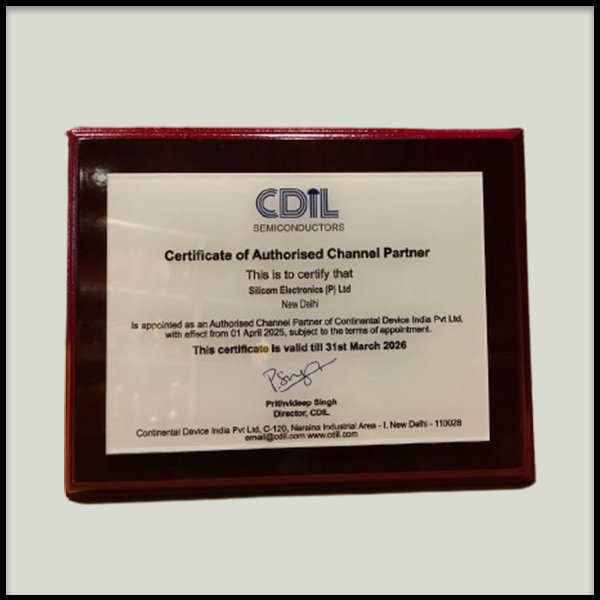 CDIL
SEMICONDUCTORS
Certificate of Authorised Channel Partner
This is to certify that
Silicom Electronics (P) Ltd
New Delhi
Is appointed as an Authorised Channel Partner of Continental Device India Pvt Ltd,
with effect from 01 April 2025, subject to the terms of appointment.
This certificate is valid till 31st March 2026
P.Singh
Prithvideep Singh
Director, CDIL
Continental Device India Pvt Ltd, C-120, Naraina Industrial Area - I, New Delhi - 110028
email@cdil.com www.cdil.com